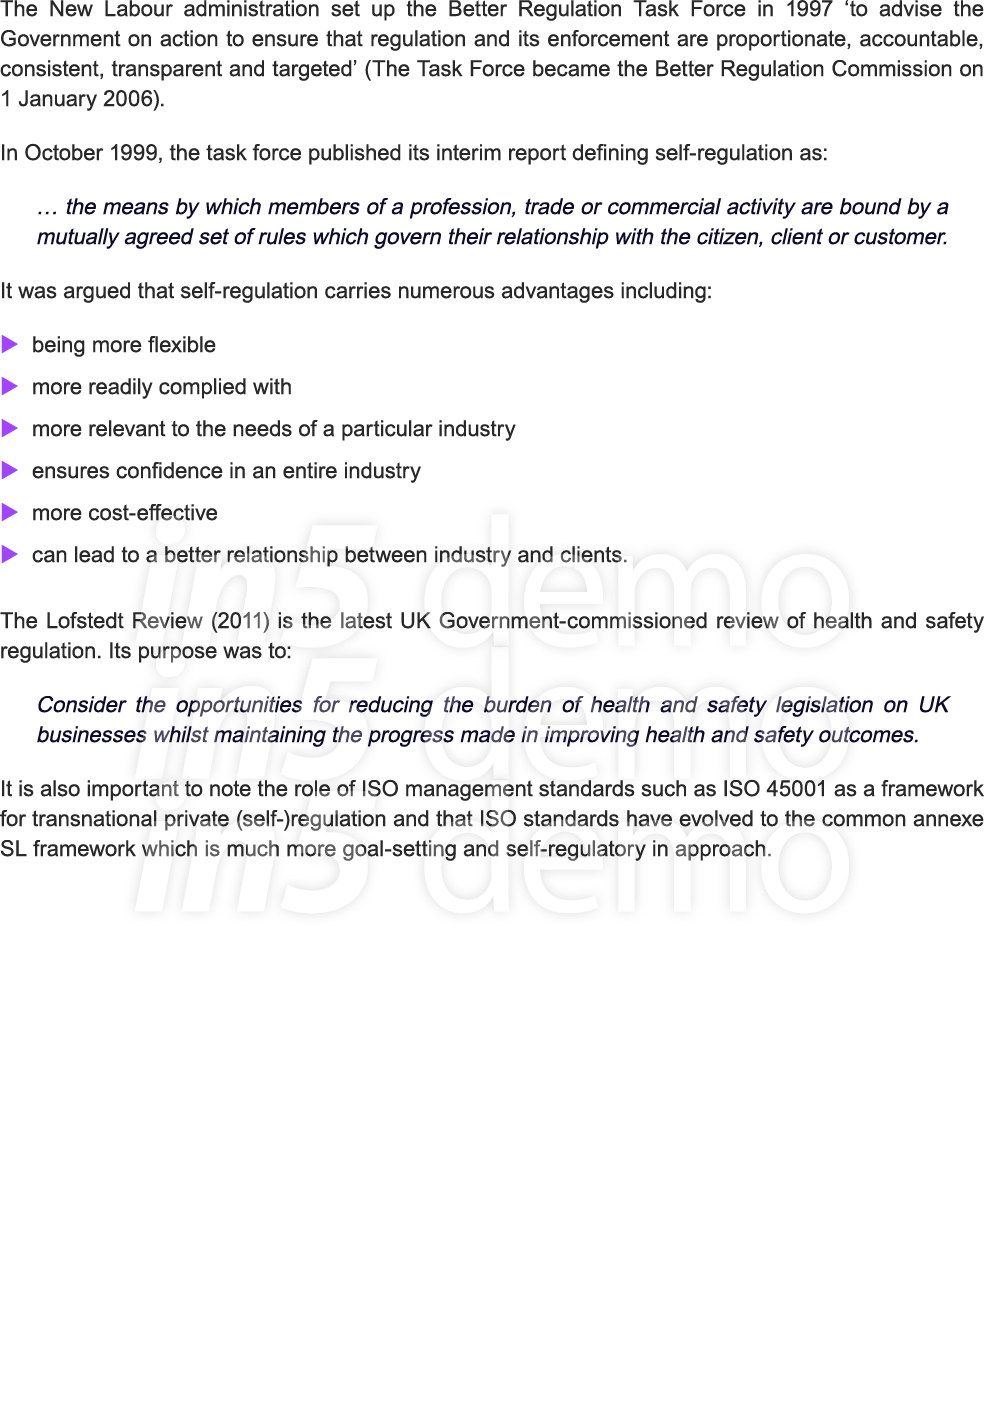 The New Labour administration set up the Better Regulation Task Force in 1997 ‘to advise the
Government on action to ensure that regulation and its enforcement are proportionate, accountable,
consistent, transparent and targeted’ (The Task Force became the Better Regulation Commission on
1 January 2006).
In October 1999, the task force published its interim report defining self-regulation as:
… the means by which members of a profession, trade or commercial activity are bound by a
mutually agreed set of rules which govern their relationship with the citizen, client or customer.
It was argued that self-regulation carries numerous advantages including:
▶ being more flexible
▶ more readily complied with
▶ more relevant to the needs of a particular industry
▶ ensures confidence in an entire industry
▶ more cost-effective
▶ can lead to a better relationship between industry and clients.
in5 demo
The Lofstedt Review (2011) is the latest UK Government-commissioned review of health and safety
regulation. Its purpose was to:
in5 demo
Consider the opportunities for reducing the burden of health and safety legislation on UK
businesses whilst maintaining the progress made in improving health and safety outcomes.
It is also important to note the role of ISO management standards such as ISO 45001 as a framework
for transnational private (self-)regulation and that ISO standards have evolved to the common annexe
SL framework which is much more goal-setting and self-regulatory in approach.
in5 demo